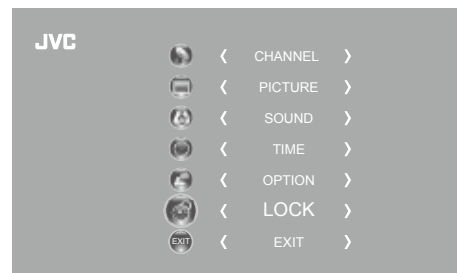 JVC
CHANNEL
PICTURE
SOUND
TIME
OPTION
LOCK
EXIT EXIT